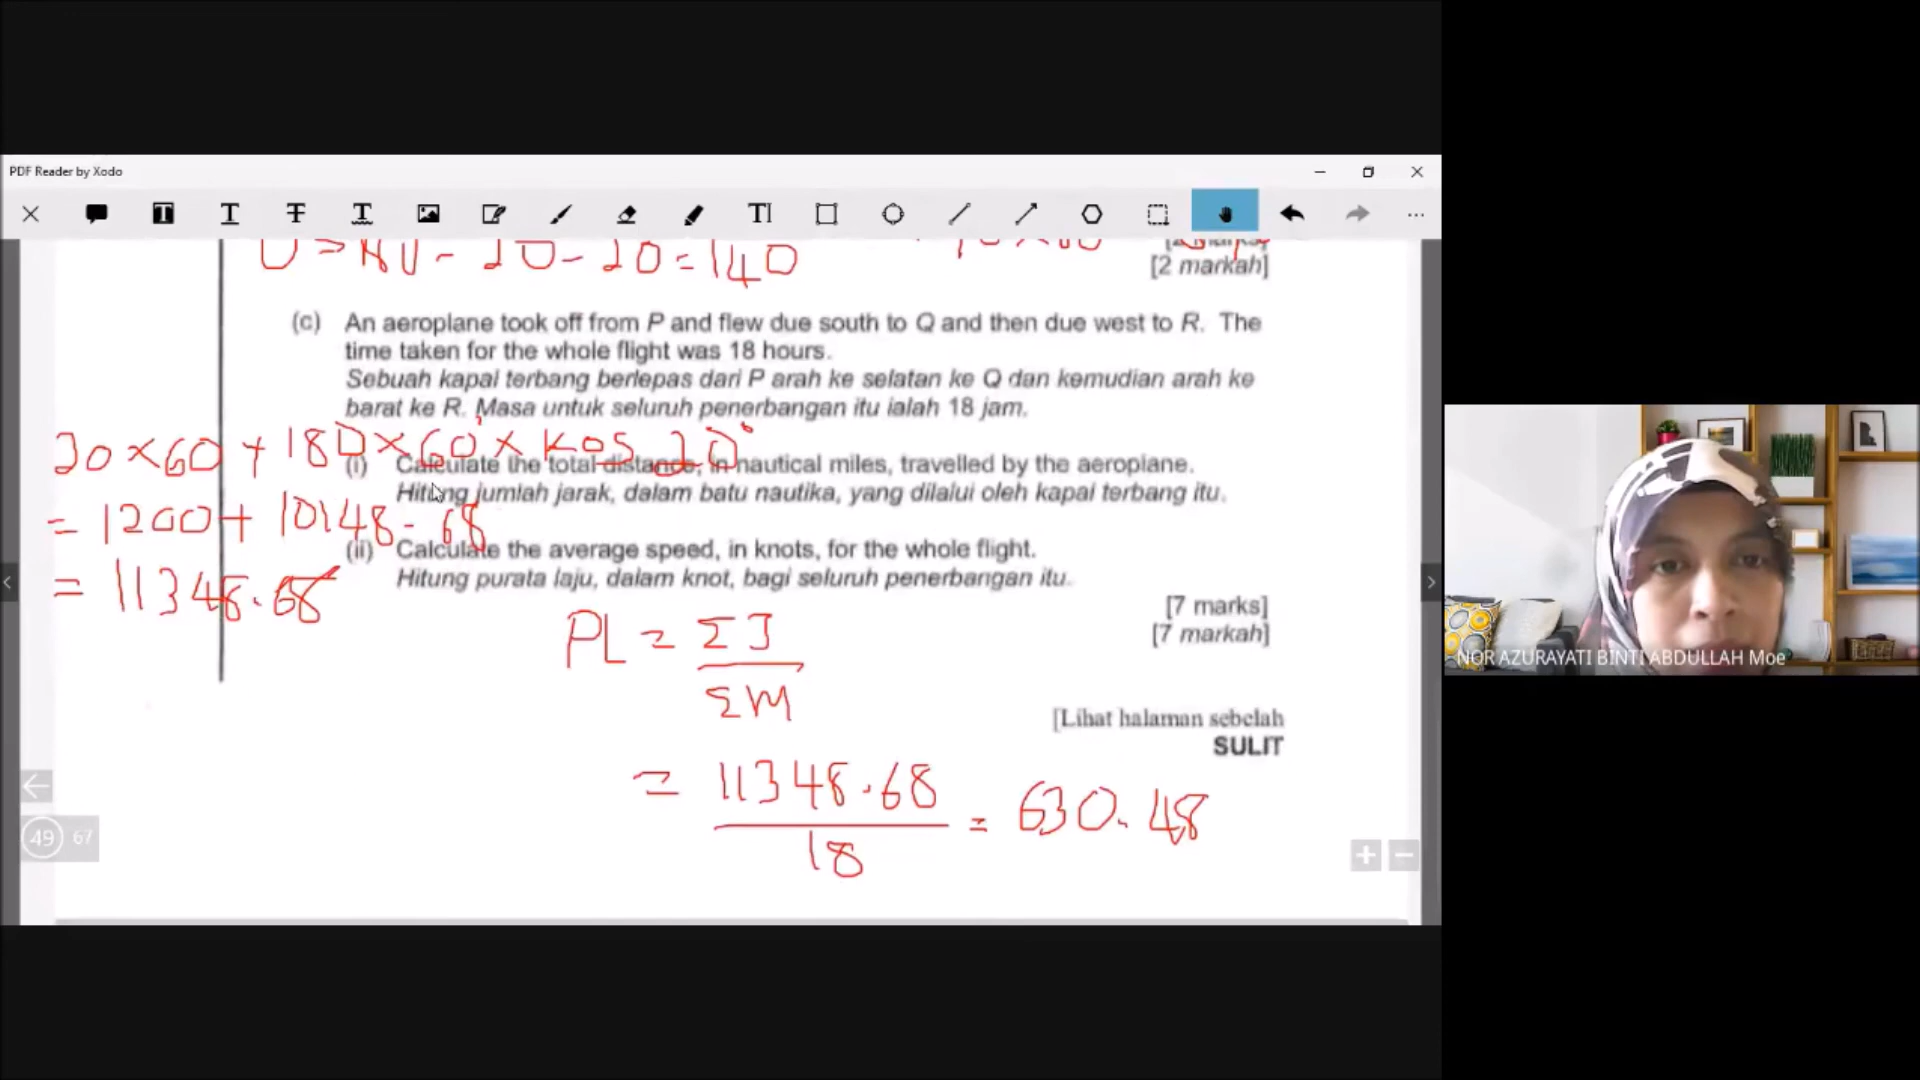 PDF Reader by Xodo
= 140
[2 markah]
(c) An aeroplane took off from P and flew due south to Q and then due west to R. The
time taken for the whole flight was 18 hours.
Sebuah kapal terbang berlepas dari P arah ke selatan ke Q dan kemudian arah ke
barat ke R. Masa untuk seluruh penerbangan itu ialah 18 jam.
20 × 60 + 180 × 60 × kos 20°
(i) Calculate the total distance, in nautical miles, travelled by the aeroplane.
Hitung jumlah jarak, dalam batu nautika, yang dilalui oleh kapal terbang itu.
= 1200 + 10148.68
(ii) Calculate the average speed, in knots, for the whole flight.
Hitung purata laju, dalam knot, bagi seluruh penerbangan itu.
= 11348.68
[7 marks]
[7 markah]
PL = ΣJ
ΣM
[Lihat halaman sebelah
SULIT
= 11348.68
18
= 630.48
49 67
NOR AZURAYATI BINTI ABDULLAH Moe